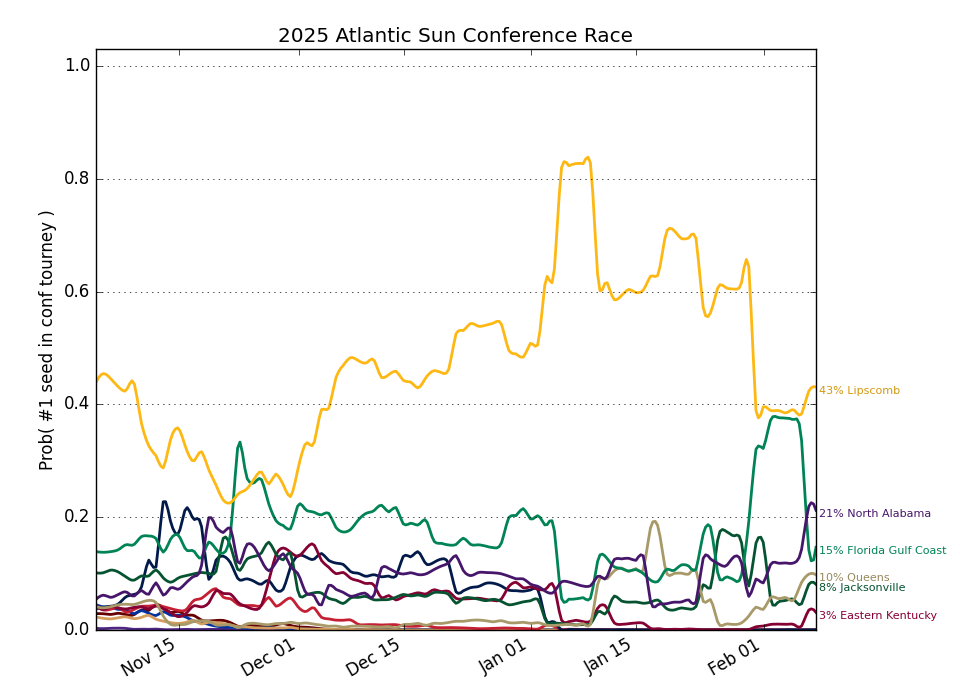 2025 Atlantic Sun Conference Race
Prob( #1 seed in conf tourney )
1.0
0.8
0.6
0.4
0.2
0.0
Nov 15
Dec 01
Dec 15
Jan 01
Jan 15
Feb 01
43% Lipscomb
21% North Alabama
15% Florida Gulf Coast
10% Queens
8% Jacksonville
3% Eastern Kentucky